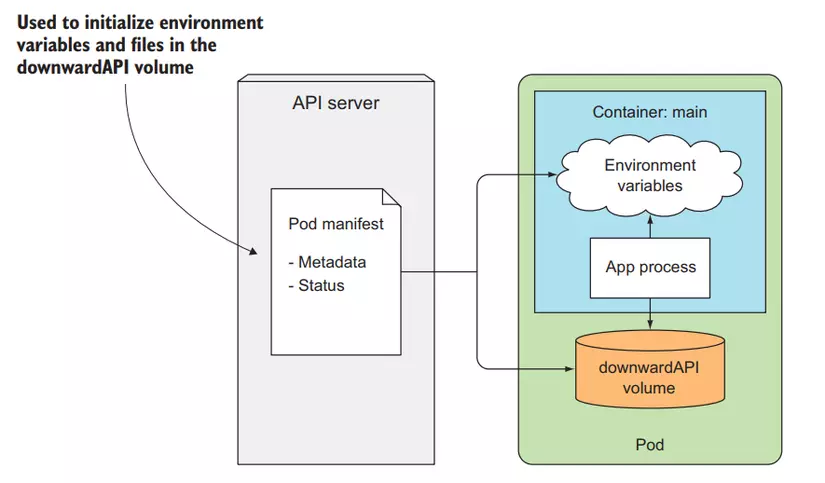 Used to initialize environment
variables and files in the
downwardAPI volume
API server
Pod manifest
- Metadata
- Status
Container: main
Environment
variables
App process
downwardAPI
volume
Pod